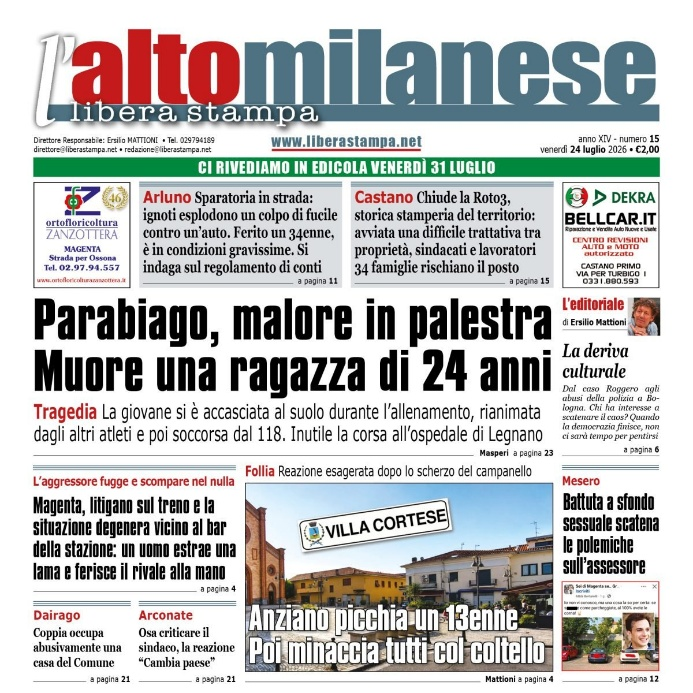 l'altomilanese
libera stampa
Direttore Responsabile: Ersilio MATTIONI • Tel. 029794189
direttore@liberastampa.net • redazione@liberastampa.net
www.liberastampa.net
anno XIV - numero 15
venerdì 24 luglio 2026 • €2,00
CI RIVEDIAMO IN EDICOLA VENERDÌ 31 LUGLIO
46
ortofloricoltura
ZANZOTTERA
MAGENTA
Strada per Ossona
Tel. 02.97.94.557
www.ortofloricolturazanzottera.it
Arluno Sparatoria in strada:
ignoti esplodono un colpo di fucile
contro un'auto. Ferito un 34enne,
è in condizioni gravissime. Si
indaga sul regolamento di conti
a pagina 11
Castano Chiude la Roto3,
storica stamperia del territorio:
avviata una difficile trattativa tra
proprietà, sindacati e lavoratori
34 famiglie rischiano il posto
a pagina 15
DEKRA
BELLCAR.IT
Riparazione e Vendita Auto Nuove e Usate
CENTRO REVISIONI
AUTO e MOTO
autorizzato
CASTANO PRIMO
VIA PER TURBIGO 1
0331.880.593
Parabiago, malore in palestra
Muore una ragazza di 24 anni
Tragedia La giovane si è accasciata al suolo durante l'allenamento, rianimata
dagli altri atleti e poi soccorsa dal 118. Inutile la corsa all'ospedale di Legnano
Masperi a pagina 23
L'editoriale
di Ersilio Mattioni
La deriva
culturale
Dal caso Roggero agli
abusi della polizia a Bo-
logna. Chi ha interesse a
scatenare il caos? Quando
la democrazia finisce, non
ci sarà tempo per pentirsi
a pagina 6
L'aggressore fugge e scompare nel nulla
Magenta, litigano sul treno e la
situazione degenera vicino al bar
della stazione: un uomo estrae una
lama e ferisce il rivale alla mano
a pagina 4
Dairago
Coppia occupa
abusivamente una
casa del Comune
a pagina 21
Arconate
Osa criticare il
sindaco, la reazione
"Cambia paese"
a pagina 21
Follia Reazione esagerata dopo lo scherzo del campanello
VILLA CORTESE
Anziano picchia un 13enne
Poi minaccia tutti col coltello
Mattioni a pagina 4
Mesero
Battuta a sfondo
sessuale scatena
le polemiche
sull'assessore
Sei di Magenta se.. Gr.
a pagina 12